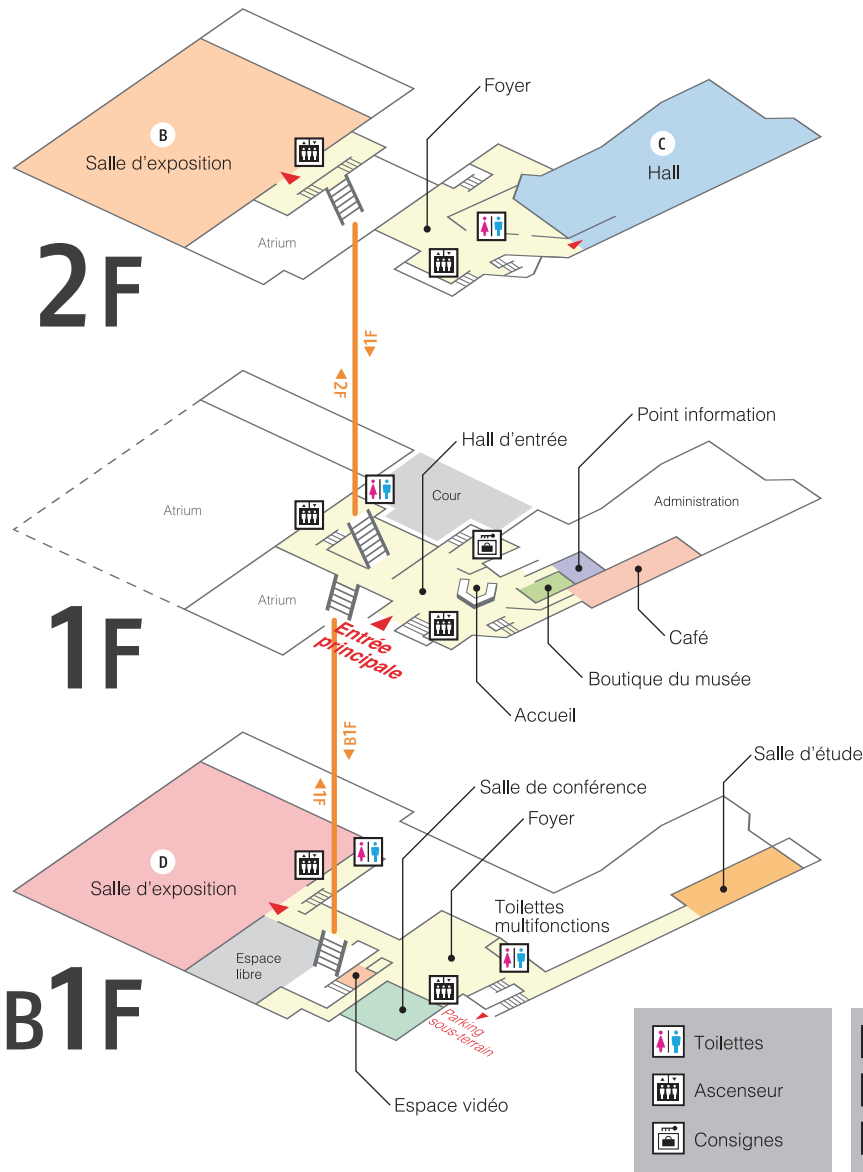 Foyer
B
Salle d'exposition
C
Hall
Atrium
2F
◀1F
◀2F
Point information
Hall d'entrée
Cour
Administration
Atrium
Atrium
1F
Entrée
principale
Café
Boutique du musée
Accueil
◀B1F
◀1F
Salle d'étude
Salle de conférence
Foyer
D
Salle d'exposition
Toilettes
multifonctions
Espace
libre
B1F
Parking
sous-terrain
Espace vidéo
Toilettes
Ascenseur
Consignes